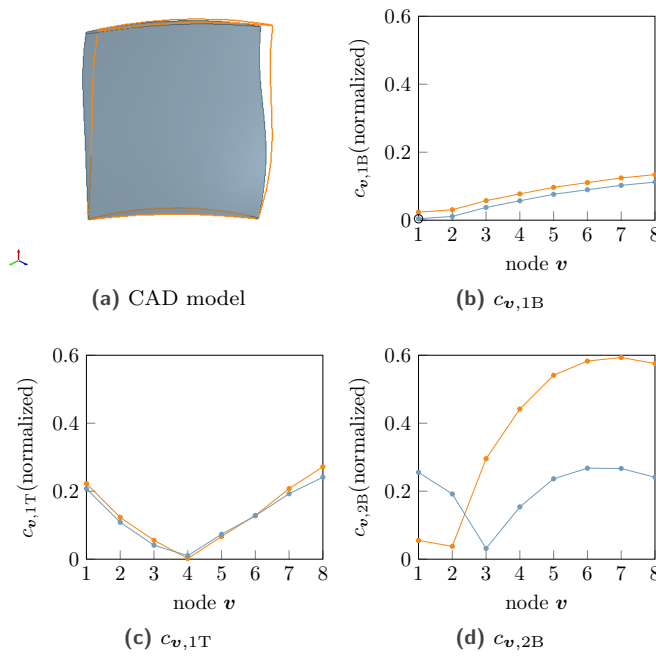 0.6
0.4
0.2
0
c_{v,1B}(normalized)
1 2 3 4 5 6 7 8
node v
(a) CAD model
(b) c_{v,1B}
0.6
0.4
0.2
0
c_{v,1T}(normalized)
1 2 3 4 5 6 7 8
node v
(c) c_{v,1T}
0.6
0.4
0.2
0
c_{v,2B}(normalized)
1 2 3 4 5 6 7 8
node v
(d) c_{v,2B}